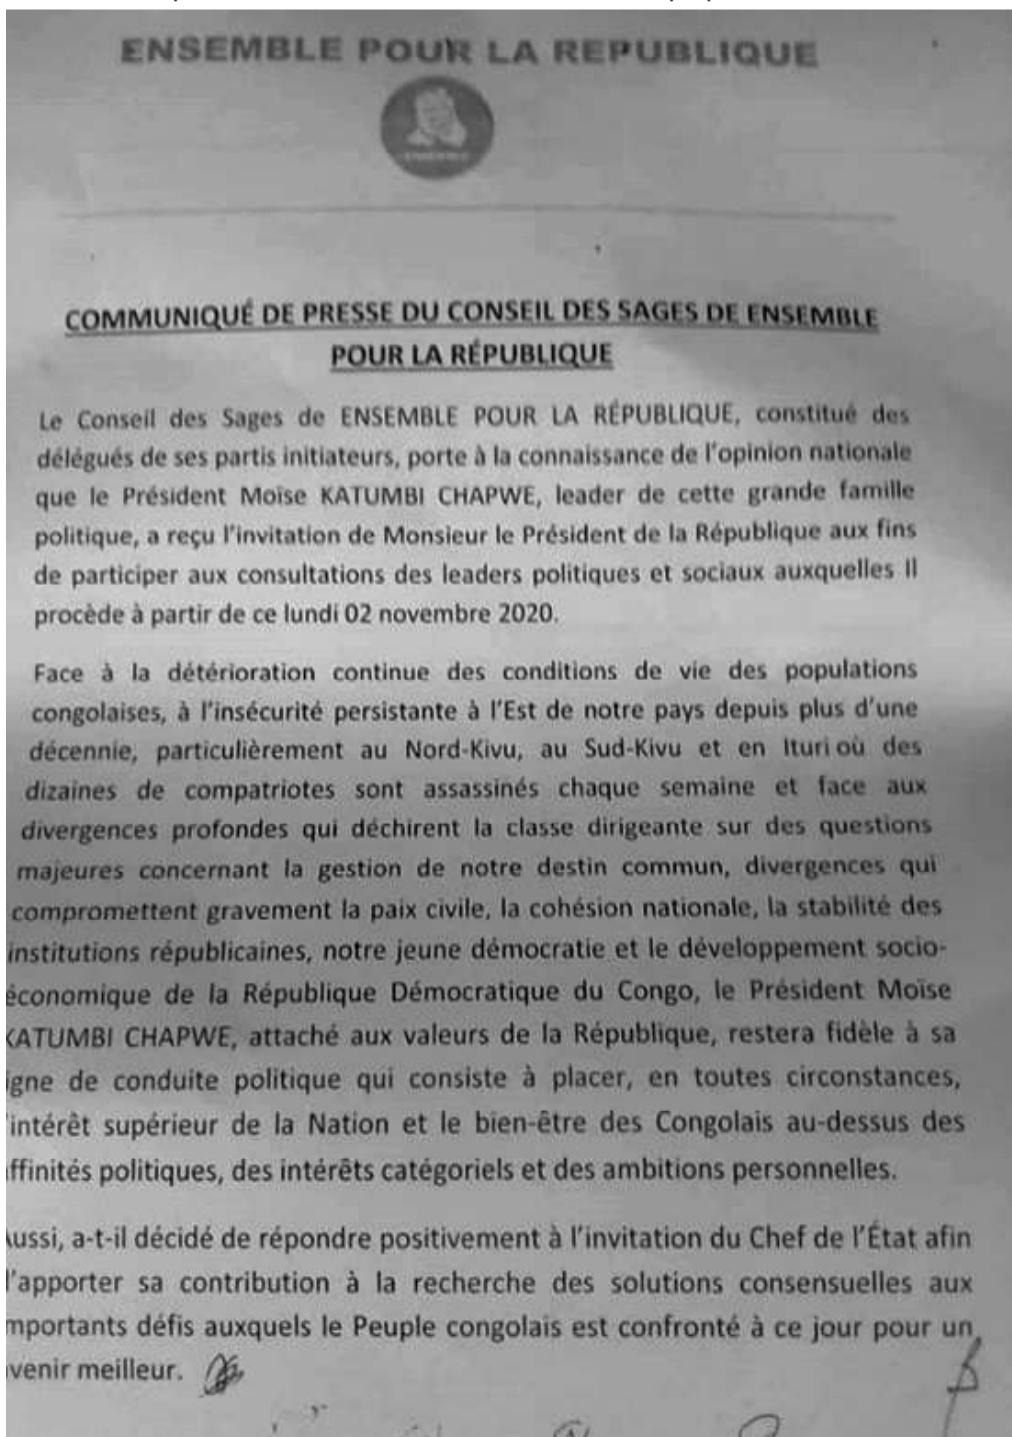 ENSEMBLE POUR LA REPUBLIQUE
COMMUNIQUÉ DE PRESSE DU CONSEIL DES SAGES DE ENSEMBLE
POUR LA RÉPUBLIQUE
Le Conseil des Sages de ENSEMBLE POUR LA RÉPUBLIQUE, constitué des
délégués de ses partis initiateurs, porte à la connaissance de l'opinion nationale
que le Président Moïse KATUMBI CHAPWE, leader de cette grande famille
politique, a reçu l'invitation de Monsieur le Président de la République aux fins
de participer aux consultations des leaders politiques et sociaux auxquelles Il
procède à partir de ce lundi 02 novembre 2020.
Face à la détérioration continue des conditions de vie des populations
congolaises, à l'insécurité persistante à l'Est de notre pays depuis plus d'une
décennie, particulièrement au Nord-Kivu, au Sud-Kivu et en Ituri où des
dizaines de compatriotes sont assassinés chaque semaine et face aux
divergences profondes qui déchirent la classe dirigeante sur des questions
majeures concernant la gestion de notre destin commun, divergences qui
compromettent gravement la paix civile, la cohésion nationale, la stabilité des
institutions républicaines, notre jeune démocratie et le développement socio-
économique de la République Démocratique du Congo, le Président Moïse
KATUMBI CHAPWE, attaché aux valeurs de la République, restera fidèle à sa
igne de conduite politique qui consiste à placer, en toutes circonstances,
'intérêt supérieur de la Nation et le bien-être des Congolais au-dessus des
ffinités politiques, des intérêts catégoriels et des ambitions personnelles.
Aussi, a-t-il décidé de répondre positivement à l'invitation du Chef de l'État afin
l'apporter sa contribution à la recherche des solutions consensuelles aux
mportants défis auxquels le Peuple congolais est confronté à ce jour pour un
venir meilleur.